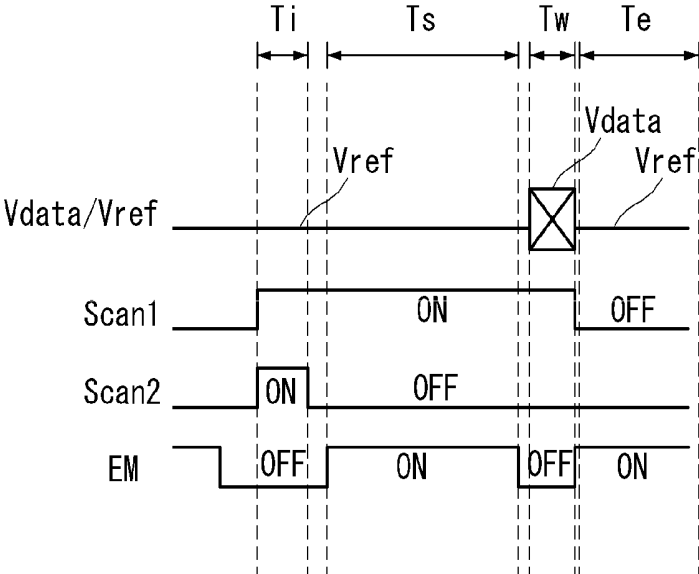 Ti Ts Tw Te
Vdata
Vref Vref
Vdata/Vref
Scan1 ON OFF
Scan2 ON OFF
EM OFF ON OFF ON